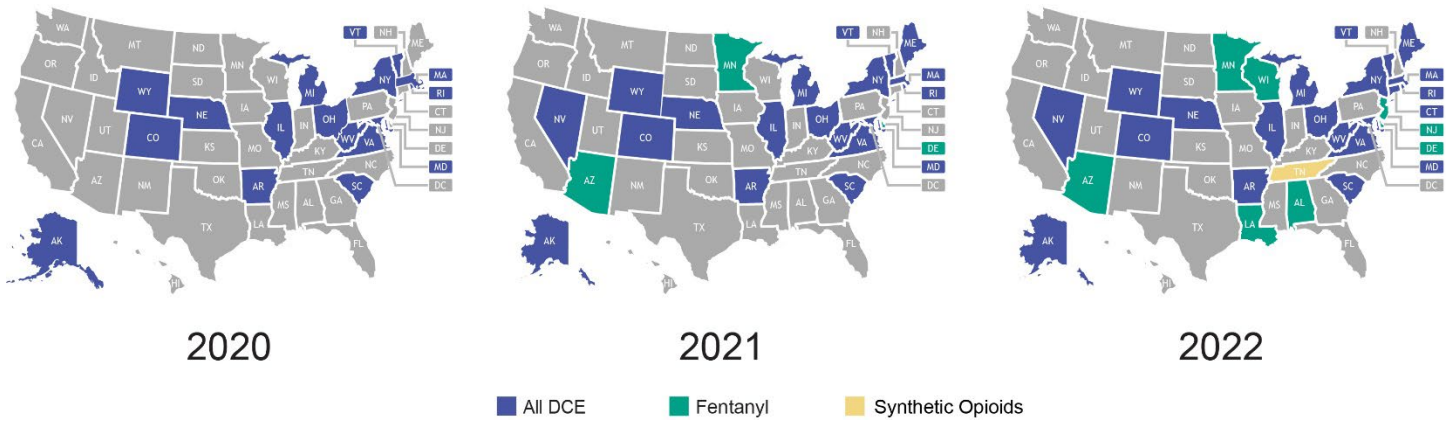 VT NH
WA ME
MT ND
OR MN
ID SD WI NY MA
WY MI RI
IA PA CT
NE NJ
NV OH DE
UT IL IN MD
CO WV VA DC
CA KS MO KY
NC
TN
AZ NM OK AR SC
MS AL GA
TX LA
AK FL
HI
2020
VT NH
WA ME
MT ND
OR MN
ID SD WI NY MA
WY MI RI
IA PA CT
NE NJ
NV OH DE
UT IL IN MD
CO WV VA DC
CA KS MO KY
NC
TN
AZ NM OK AR SC
MS AL GA
TX LA
AK FL
HI
2021
VT NH
WA ME
MT ND
OR MN
ID SD WI NY MA
WY MI RI
IA PA CT
NE NJ
NV OH DE
UT IL IN MD
CO WV VA DC
CA KS MO KY
NC
TN
AZ NM OK AR SC
MS AL GA
TX LA
AK FL
HI
2022
All DCE Fentanyl Synthetic Opioids